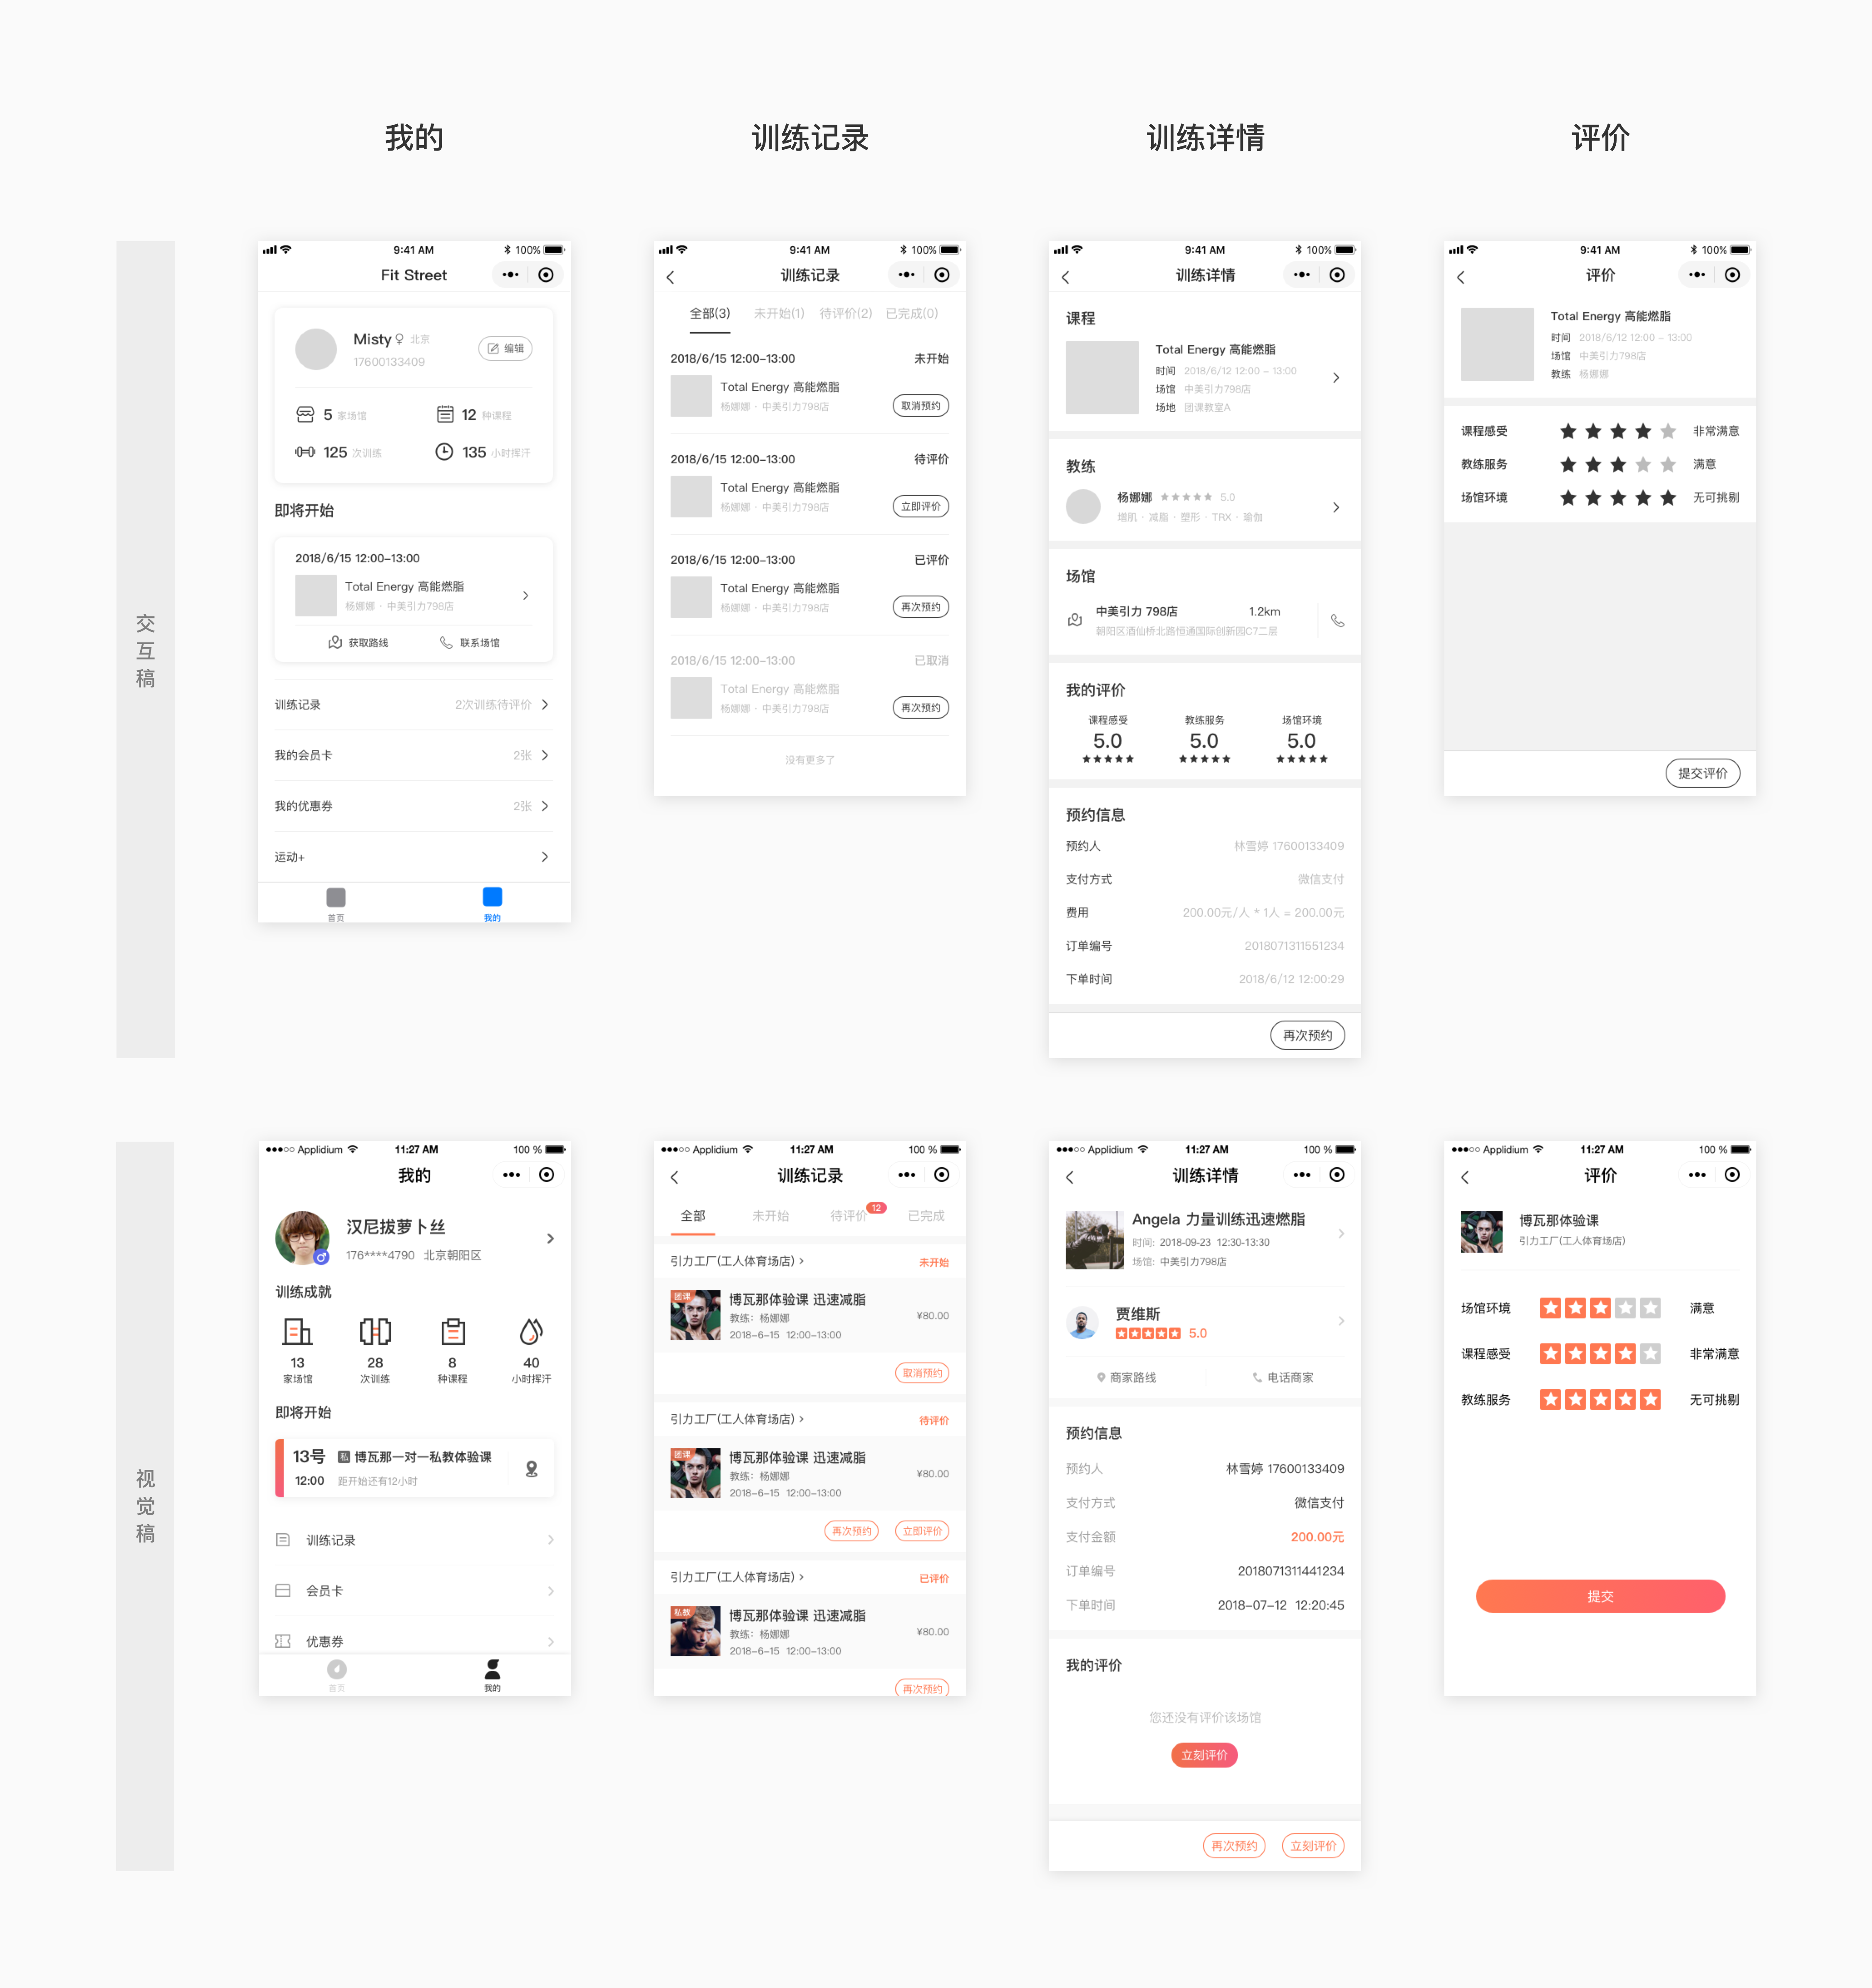 我的
训练记录
训练详情
评价
交互稿
9:41 AM
100%
Fit Street
Misty
北京
17600133409
编辑
5 家场馆
12 种课程
125 次训练
135 小时挥汗
即将开始
2018/6/15 12:00-13:00
Total Energy 高能燃脂
杨娜娜 · 中美引力798店
获取路线
联系场馆
训练记录
2次训练待评价
我的会员卡
2张
我的优惠券
2张
运动+
首页
我的
9:41 AM
100%
训练记录
全部(3)
未开始(1)
待评价(2)
已完成(0)
2018/6/15 12:00-13:00
未开始
Total Energy 高能燃脂
杨娜娜 · 中美引力798店
取消预约
2018/6/15 12:00-13:00
待评价
Total Energy 高能燃脂
杨娜娜 · 中美引力798店
立即评价
2018/6/15 12:00-13:00
已评价
Total Energy 高能燃脂
杨娜娜 · 中美引力798店
再次预约
2018/6/15 12:00-13:00
已取消
Total Energy 高能燃脂
杨娜娜 · 中美引力798店
再次预约
没有更多了
9:41 AM
100%
训练详情
课程
Total Energy 高能燃脂
时间 2018/6/12 12:00 - 13:00
场馆 中美引力798店
场地 团课教室A
教练
杨娜娜
5.0
增肌 · 减脂 · 塑形 · TRX · 瑜伽
场馆
中美引力 798店
1.2km
朝阳区酒仙桥北路恒通国际创新园C7二层
我的评价
课程感受
教练服务
场馆环境
5.0
5.0
5.0
预约信息
预约人
林雪婷 17600133409
支付方式
微信支付
费用
200.00元/人 * 1人 = 200.00元
订单编号
2018071311551234
下单时间
2018/6/12 12:00:29
再次预约
9:41 AM
100%
评价
Total Energy 高能燃脂
时间 2018/6/12 12:00 - 13:00
场馆 中美引力798店
教练 杨娜娜
课程感受
非常满意
教练服务
满意
场馆环境
无可挑剔
提交评价
视觉稿
Applidium
11:27 AM
100 %
我的
汉尼拔萝卜丝
176****4790 北京朝阳区
训练成就
13
28
8
40
家场馆
次训练
种课程
小时挥汗
即将开始
13号
私 博瓦那一对一私教体验课
12:00
距开始还有12小时
训练记录
会员卡
优惠券
首页
我的
Applidium
11:27 AM
100 %
训练记录
全部
未开始
待评价
12
已完成
引力工厂(工人体育场店)
未开始
团课
博瓦那体验课 迅速减脂
教练：杨娜娜
2018-6-15 12:00-13:00
¥80.00
取消预约
引力工厂(工人体育场店)
待评价
团课
博瓦那体验课 迅速减脂
教练：杨娜娜
2018-6-15 12:00-13:00
¥80.00
再次预约
立即评价
引力工厂(工人体育场店)
已评价
私教
博瓦那体验课 迅速减脂
教练：杨娜娜
2018-6-15 12:00-13:00
¥80.00
再次预约
Applidium
11:27 AM
100 %
训练详情
Angela 力量训练迅速燃脂
时间: 2018-09-23 12:30-13:30
场馆: 中美引力798店
贾维斯
5.0
商家路线
电话商家
预约信息
预约人
林雪婷 17600133409
支付方式
微信支付
支付金额
200.00元
订单编号
2018071311441234
下单时间
2018-07-12 12:20:45
我的评价
您还没有评价该场馆
立刻评价
再次预约
立刻评价
Applidium
11:27 AM
100 %
评价
博瓦那体验课
引力工厂(工人体育场店)
场馆环境
满意
课程感受
非常满意
教练服务
无可挑剔
提交